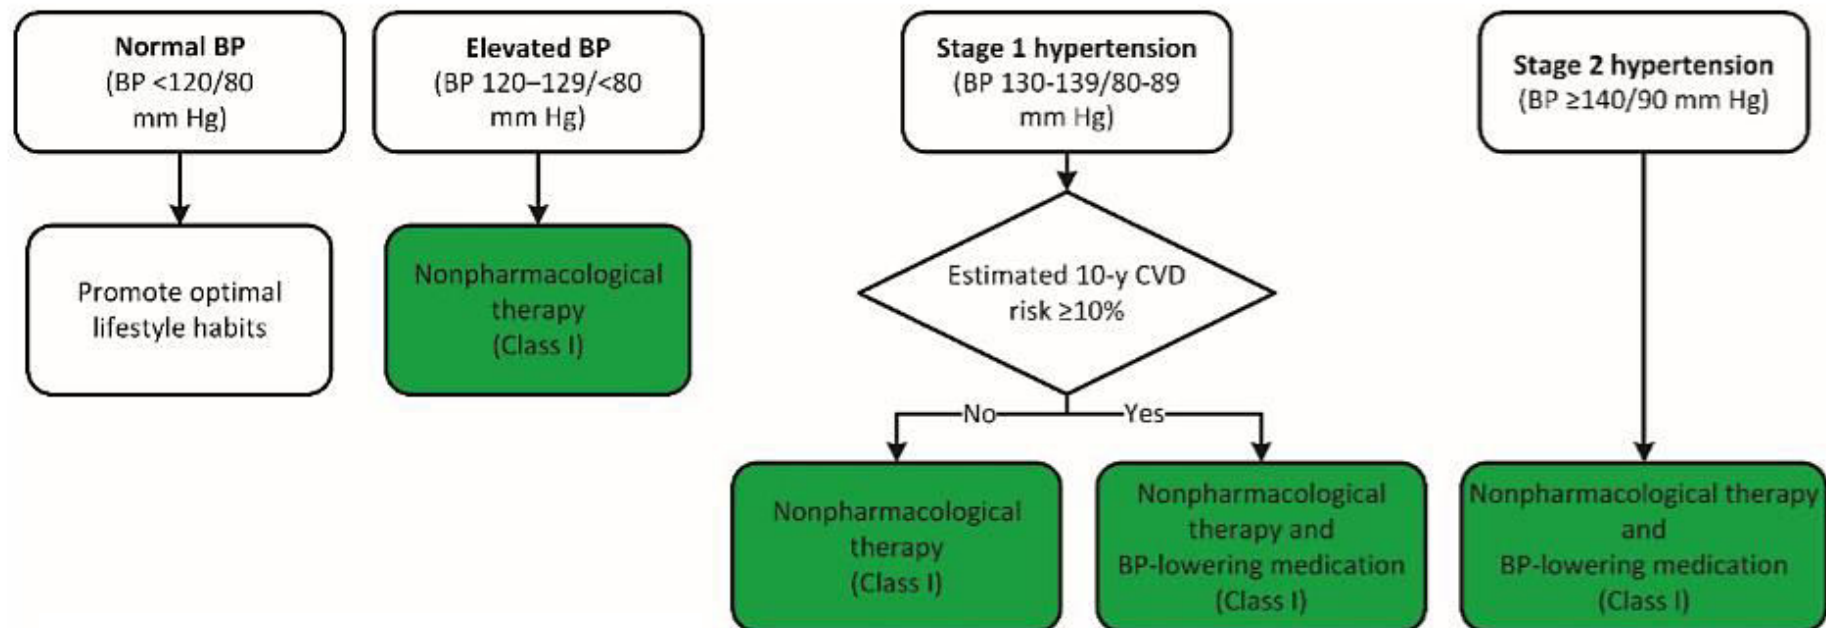 Normal BP
(BP <120/80
mm Hg)
Elevated BP
(BP 120–129/<80
mm Hg)
Stage 1 hypertension
(BP 130-139/80-89
mm Hg)
Stage 2 hypertension
(BP ≥140/90 mm Hg)
Promote optimal
lifestyle habits
Nonpharmacological
therapy
(Class I)
Estimated 10-y CVD
risk ≥10%
No
Yes
Nonpharmacological
therapy
(Class I)
Nonpharmacological
therapy and
BP-lowering medication
(Class I)
Nonpharmacological therapy
and
BP-lowering medication
(Class I)